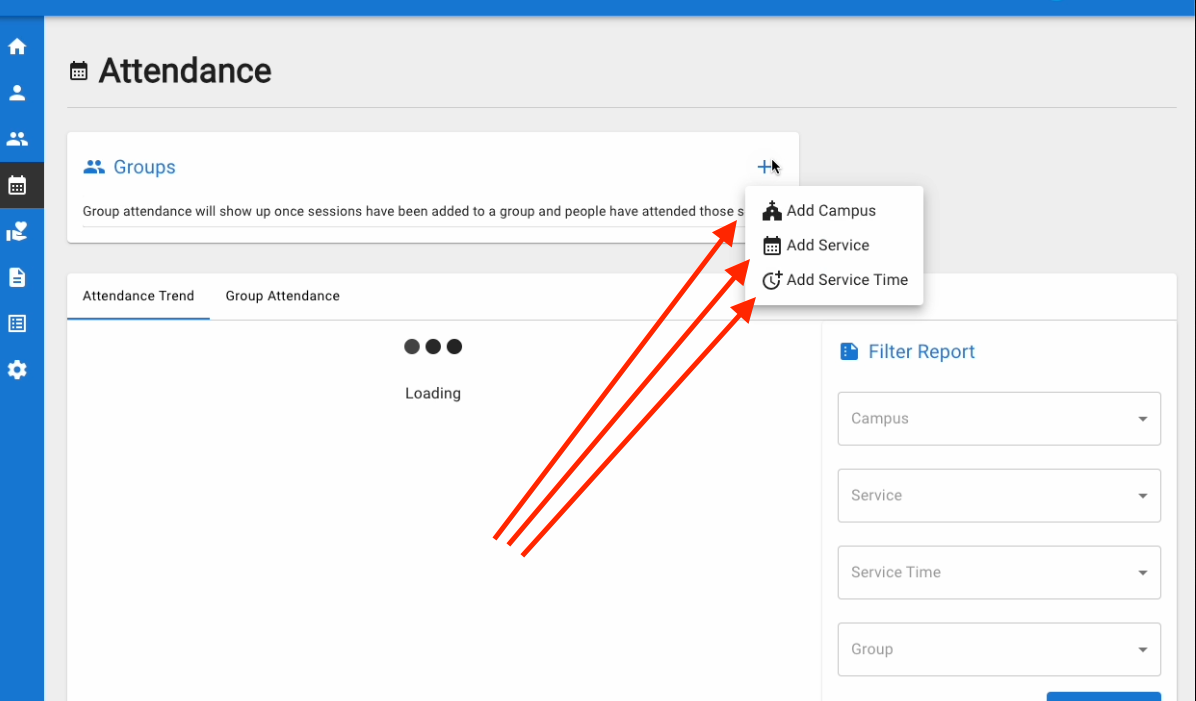 Attendance
Groups
Group attendance will show up once sessions have been added to a group and people have attended those s
Add Campus
Add Service
Add Service Time
Attendance Trend
Group Attendance
Loading
Filter Report
Campus
Service
Service Time
Group